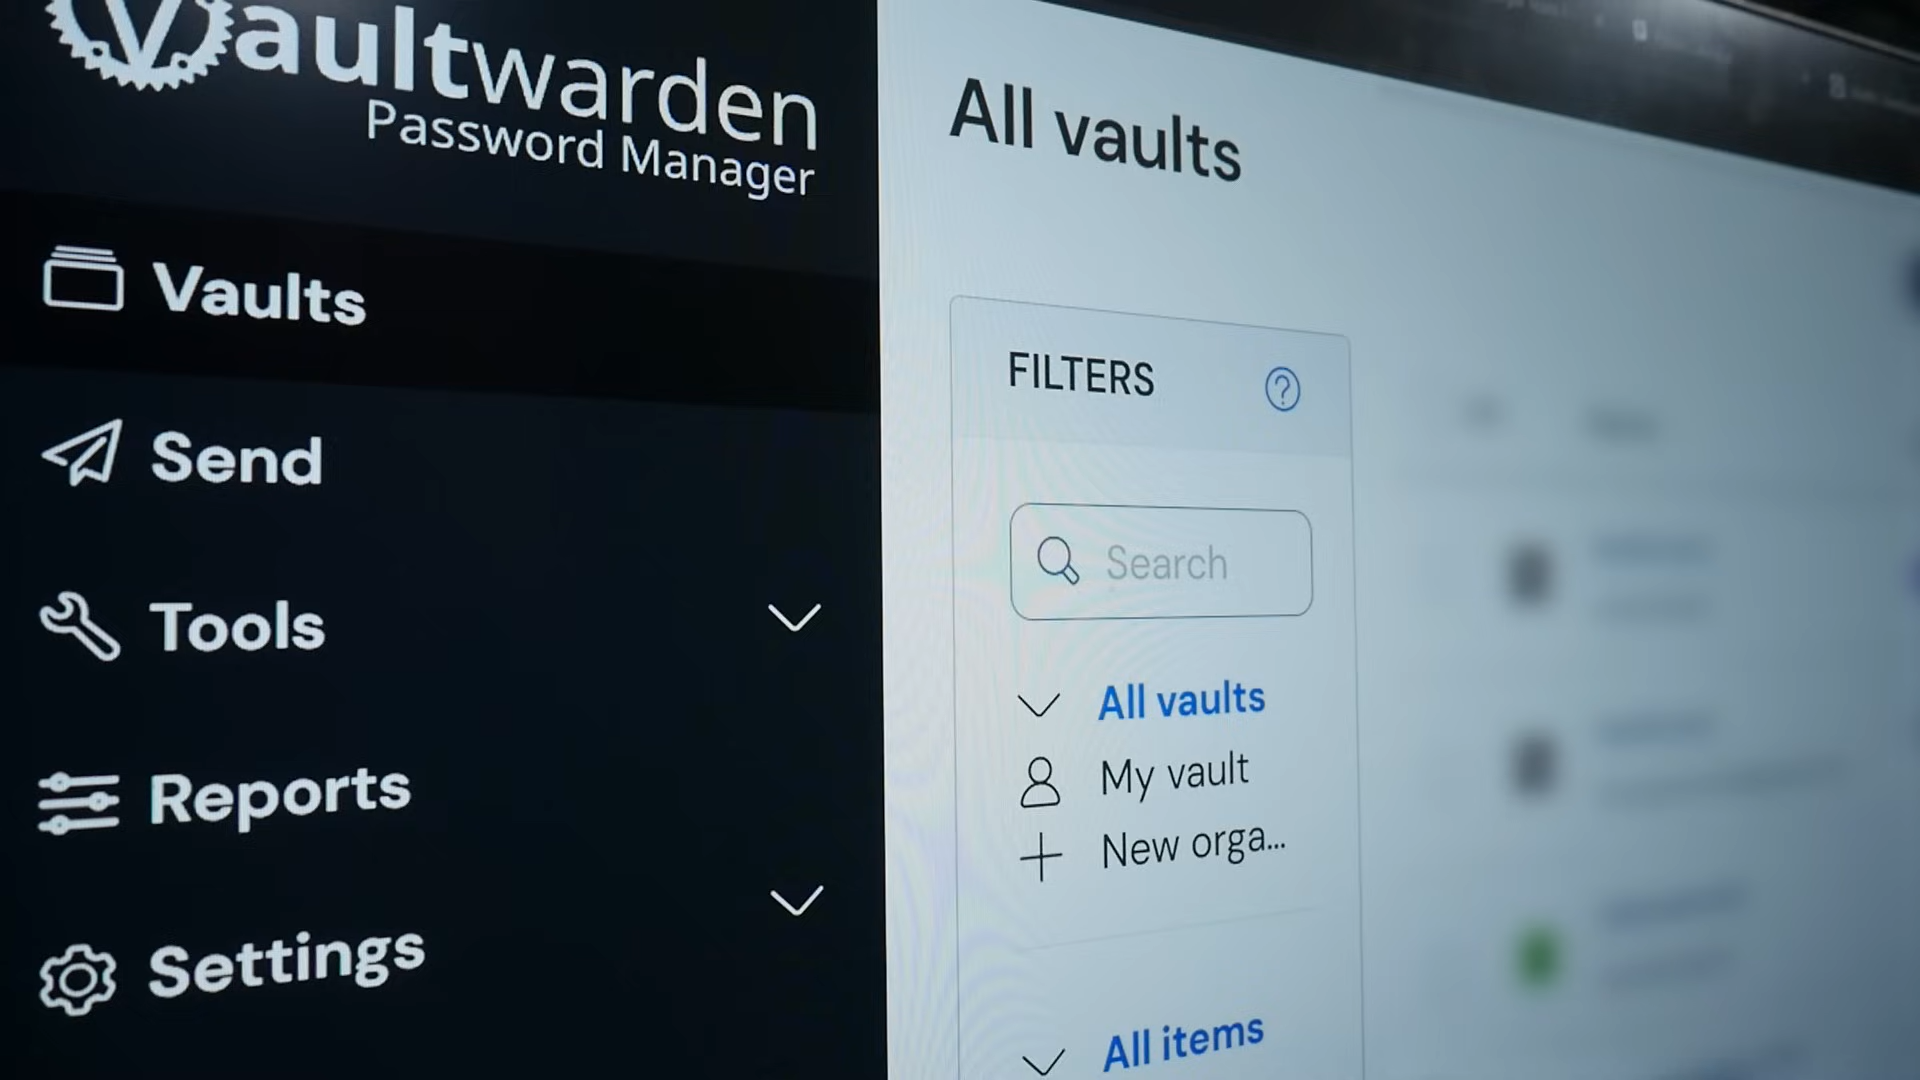 Vaultwarden
Password Manager
Vaults
Send
Tools
Reports
Settings
All vaults
FILTERS
Search
All vaults
My vault
New orga...
All items